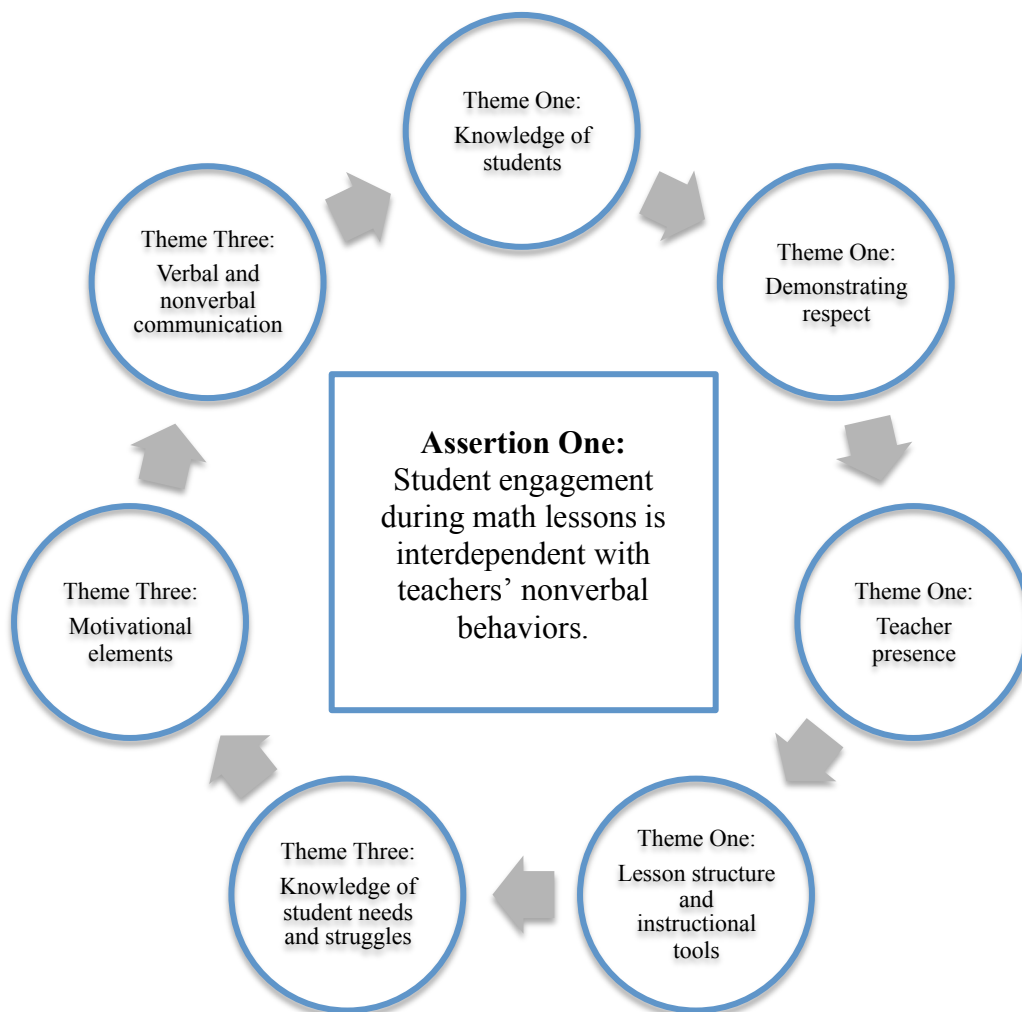 Theme One:
Knowledge of
students
Theme One:
Demonstrating
respect
Theme One:
Teacher
presence
Theme One:
Lesson structure
and
instructional
tools
Theme Three:
Knowledge of
student needs
and struggles
Theme Three:
Motivational
elements
Theme Three:
Verbal and
nonverbal
communication
Assertion One:
Student engagement
during math lessons is
interdependent with
teachers’ nonverbal
behaviors.